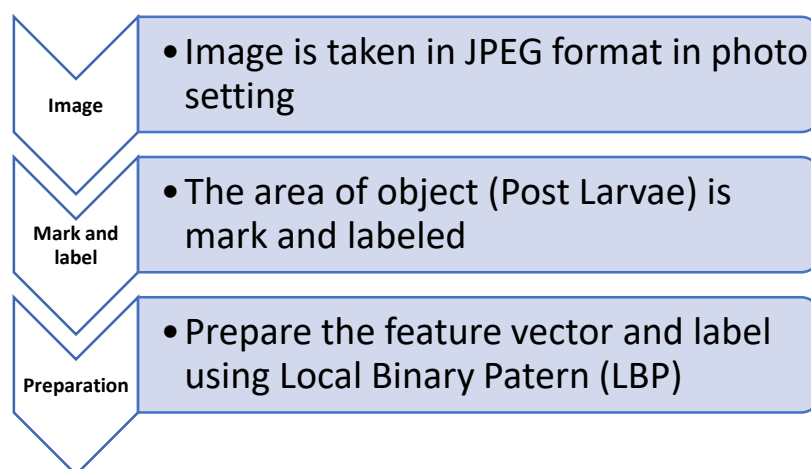 Image
• Image is taken in JPEG format in photo
setting
Mark and
label
• The area of object (Post Larvae) is
mark and labeled
Preparation
• Prepare the feature vector and label
using Local Binary Patern (LBP)